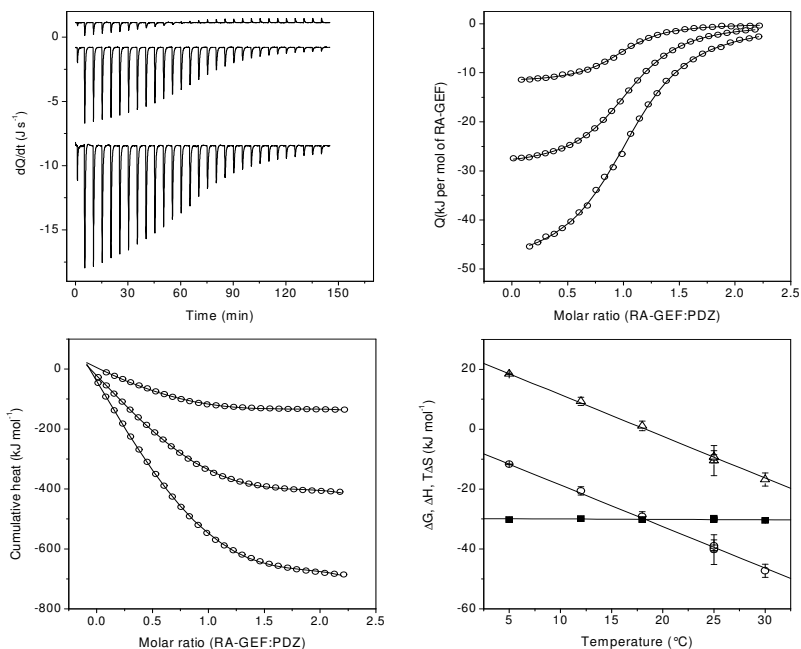 0
-5
-10
-15
dQ/dt (J s-1)
0 30 60 90 120 150
Time (min)
0
-10
-20
-30
-40
-50
Q(kJ per mol of RA-GEF)
0.0 0.5 1.0 1.5 2.0 2.5
Molar ratio (RA-GEF:PDZ)
0
-200
-400
-600
-800
Cumulative heat (kJ mol-1)
0.0 0.5 1.0 1.5 2.0 2.5
Molar ratio (RA-GEF:PDZ)
20
0
-20
-40
-60
ΔG, ΔH, TΔS (kJ mol-1)
5 10 15 20 25 30
Temperature (°C)